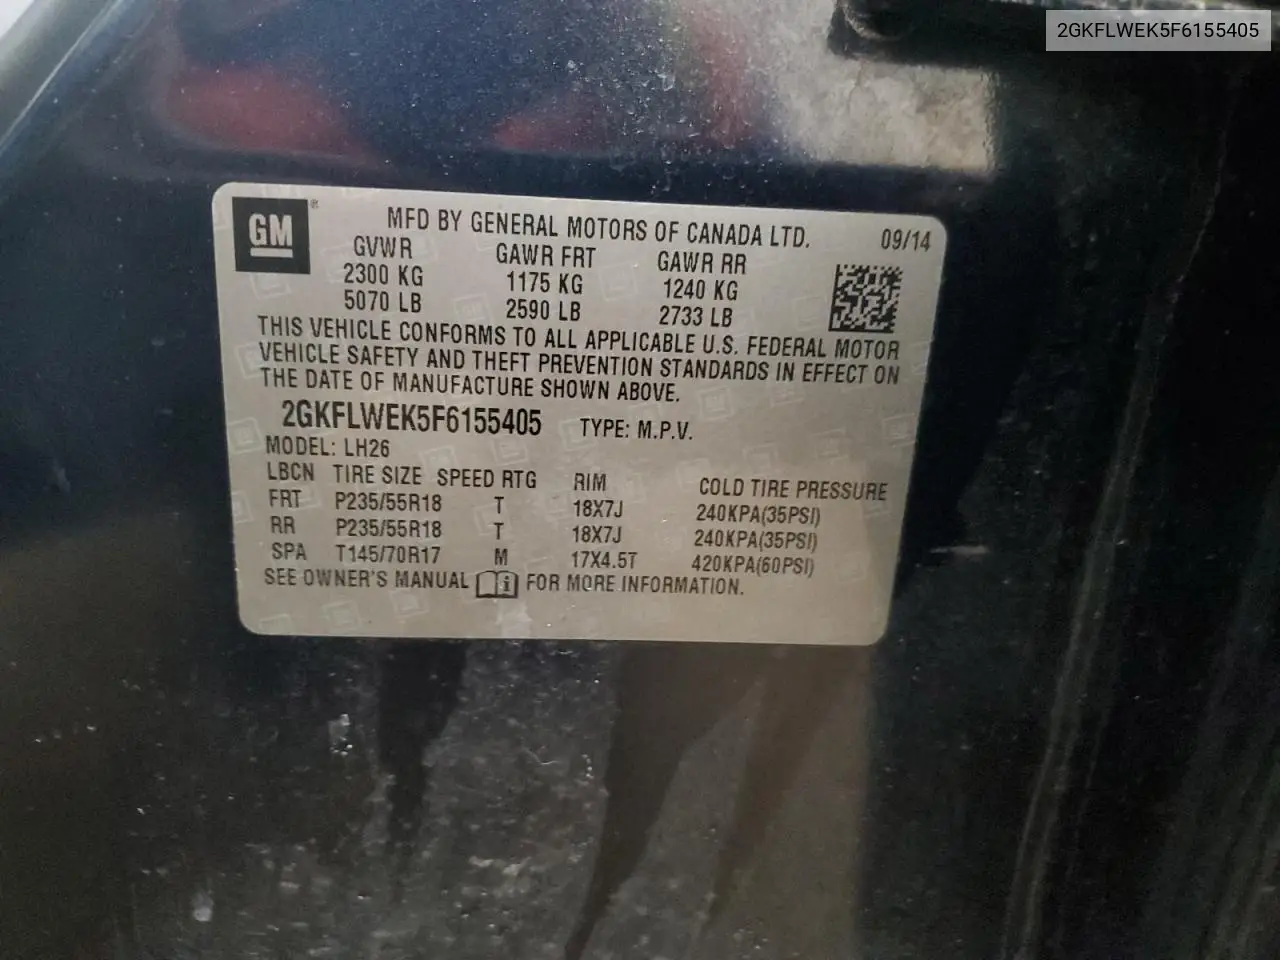 2GKFLWEK5F6155405
GM ®
MFD BY GENERAL MOTORS OF CANADA LTD. 09/14
GVWR GAWR FRT GAWR RR
2300 KG 1175 KG 1240 KG
5070 LB 2590 LB 2733 LB
THIS VEHICLE CONFORMS TO ALL APPLICABLE U.S. FEDERAL MOTOR
VEHICLE SAFETY AND THEFT PREVENTION STANDARDS IN EFFECT ON
THE DATE OF MANUFACTURE SHOWN ABOVE.
2GKFLWEK5F6155405 TYPE: M.P.V.
MODEL: LH26
LBCN TIRE SIZE SPEED RTG RIM COLD TIRE PRESSURE
FRT P235/55R18 T 18X7J 240KPA(35PSI)
RR P235/55R18 T 18X7J 240KPA(35PSI)
SPA T145/70R17 M 17X4.5T 420KPA(60PSI)
SEE OWNER'S MANUAL i FOR MORE INFORMATION.